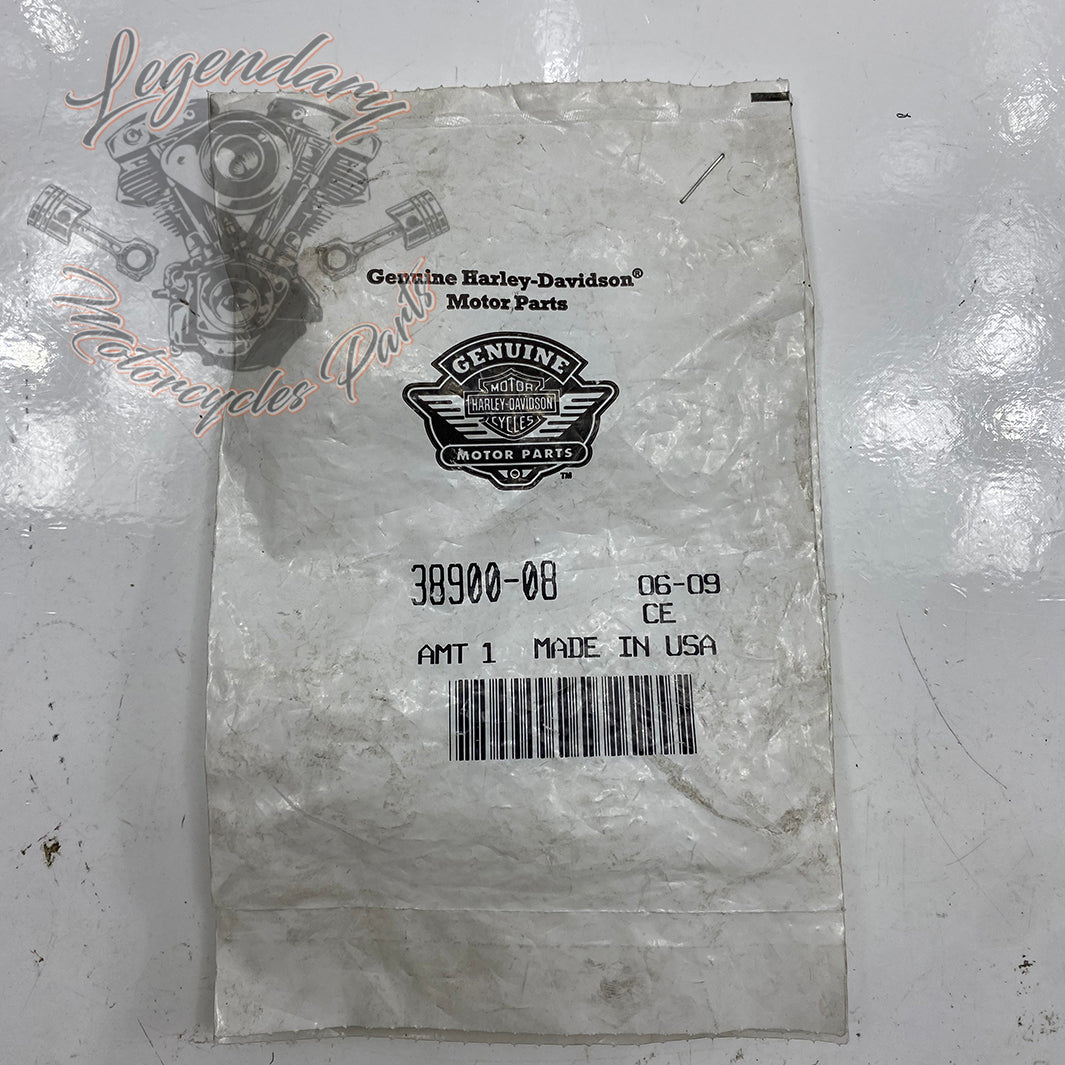 Legendary
Motorcycles Parts
Genuine Harley-Davidson®
Motor Parts
GENUINE
MOTOR
HARLEY-DAVIDSON
CYCLES
MOTOR PARTS
™
38900-08
06-09
CE
AMT 1 MADE IN USA